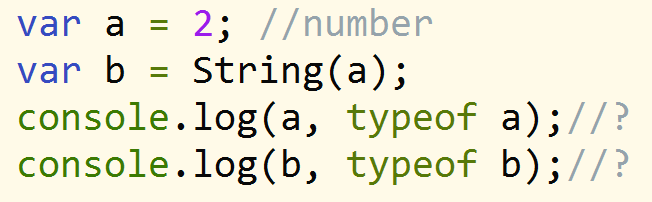 var a = 2; //number
var b = String(a);
console.log(a, typeof a);//?
console.log(b, typeof b);//?